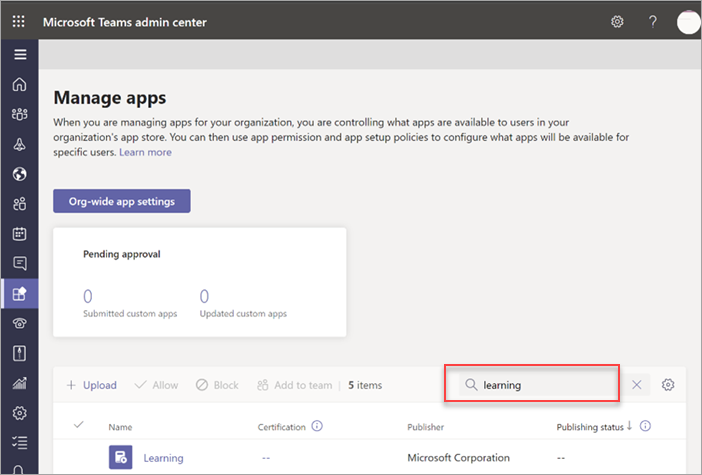 Microsoft Teams admin center
?
Manage apps
When you are managing apps for your organization, you are controlling what apps are available to users in your
organization's app store. You can then use app permission and app setup policies to configure what apps will be available for
specific users. Learn more
Org-wide app settings
Pending approval
0 0
Submitted custom apps Updated custom apps
+ Upload Allow Block Add to team | 5 items learning
Name Certification Publisher Publishing status ↓
Learning -- Microsoft Corporation --